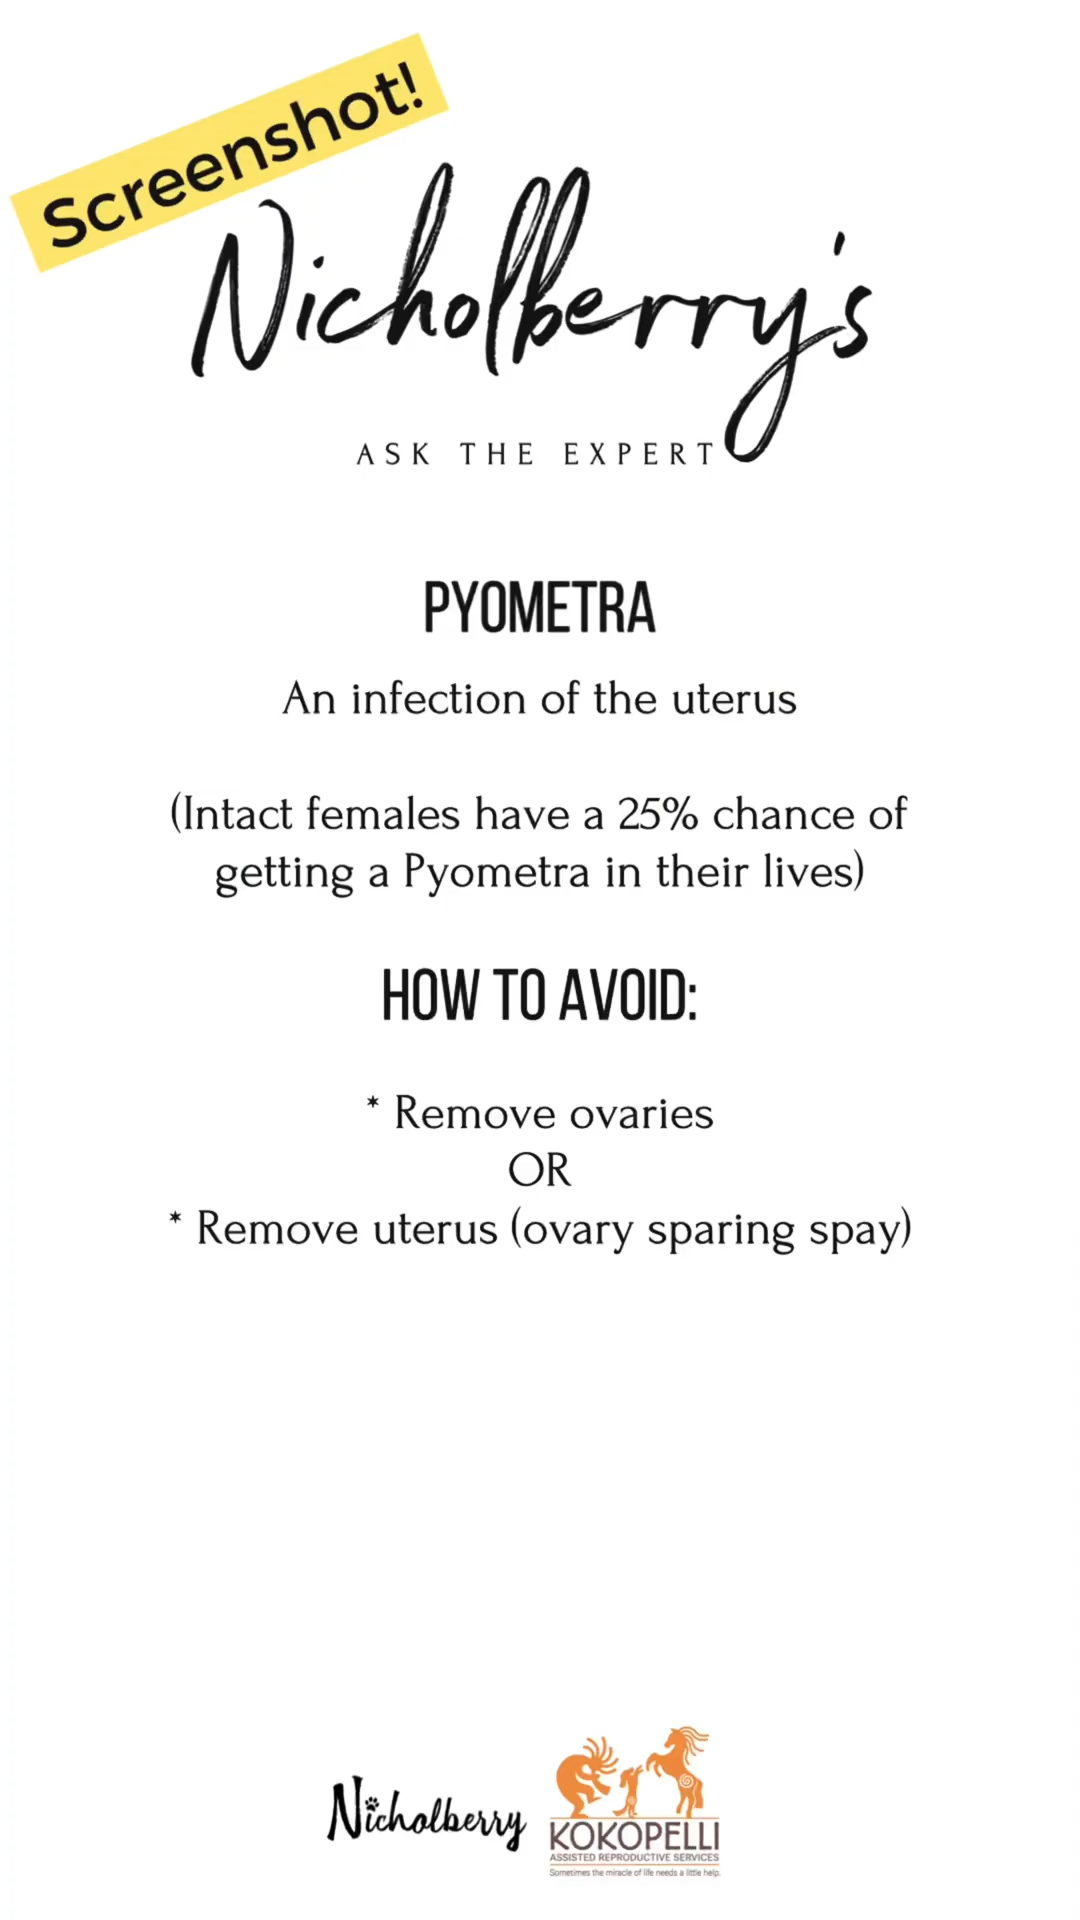 Screenshot!
Nicholberry's
ASK THE EXPERT
PYOMETRA
An infection of the uterus
(Intact females have a 25% chance of
getting a Pyometra in their lives)
HOW TO AVOID:
* Remove ovaries
OR
* Remove uterus (ovary sparing spay)
Nicholberry
KOKOPELLI
ASSISTED REPRODUCTIVE SERVICES
Sometimes the miracle of life needs a little help.